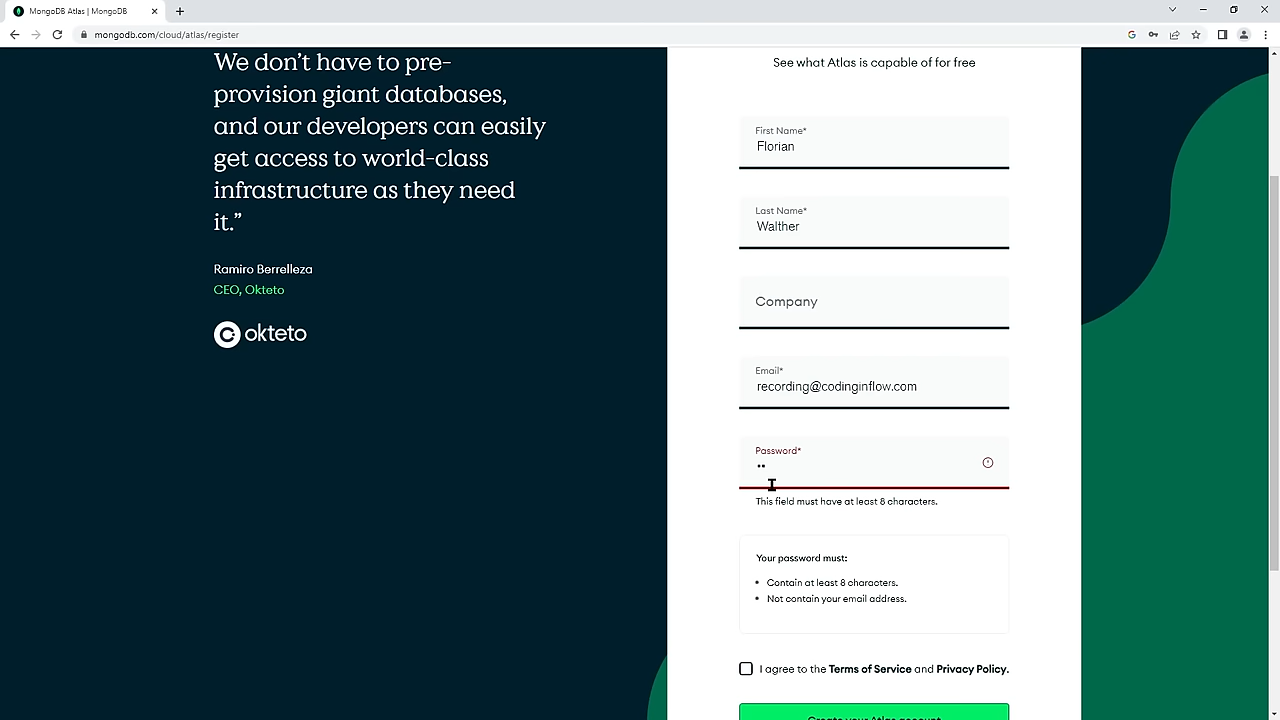 MongoDB Atlas | MongoDB
mongodb.com/cloud/atlas/register
We don’t have to pre-
provision giant databases,
and our developers can easily
get access to world-class
infrastructure as they need
it.”
Ramiro Berrelleza
CEO, Okteto
okteto
See what Atlas is capable of for free
First Name*
Florian
Last Name*
Walther
Company
Email*
recording@codinginflow.com
Password*
••
This field must have at least 8 characters.
Your password must:
• Contain at least 8 characters.
• Not contain your email address.
I agree to the Terms of Service and Privacy Policy.
Create your Atlas account